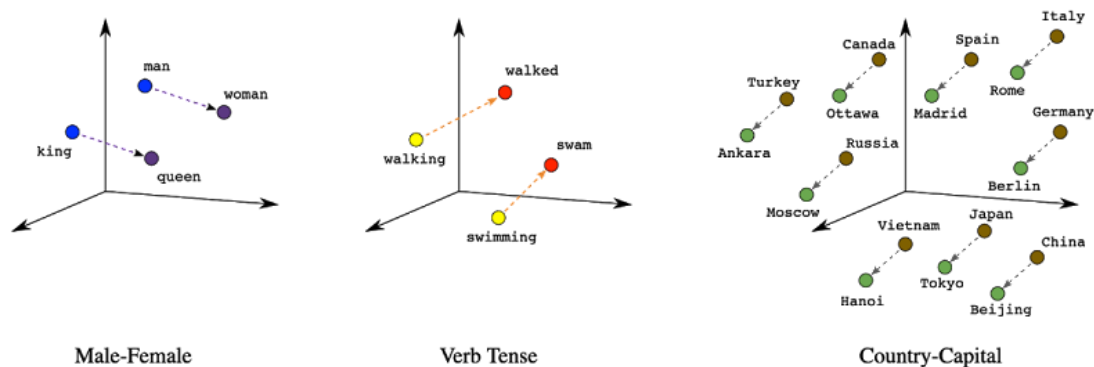 man
woman
king
queen
Male-Female
walked
walking
swam
swimming
Verb Tense
Italy
Canada
Spain
Rome
Turkey
Ottawa
Madrid
Germany
Ankara
Russia
Berlin
Moscow
Vietnam
Japan
China
Hanoi
Tokyo
Beijing
Country-Capital